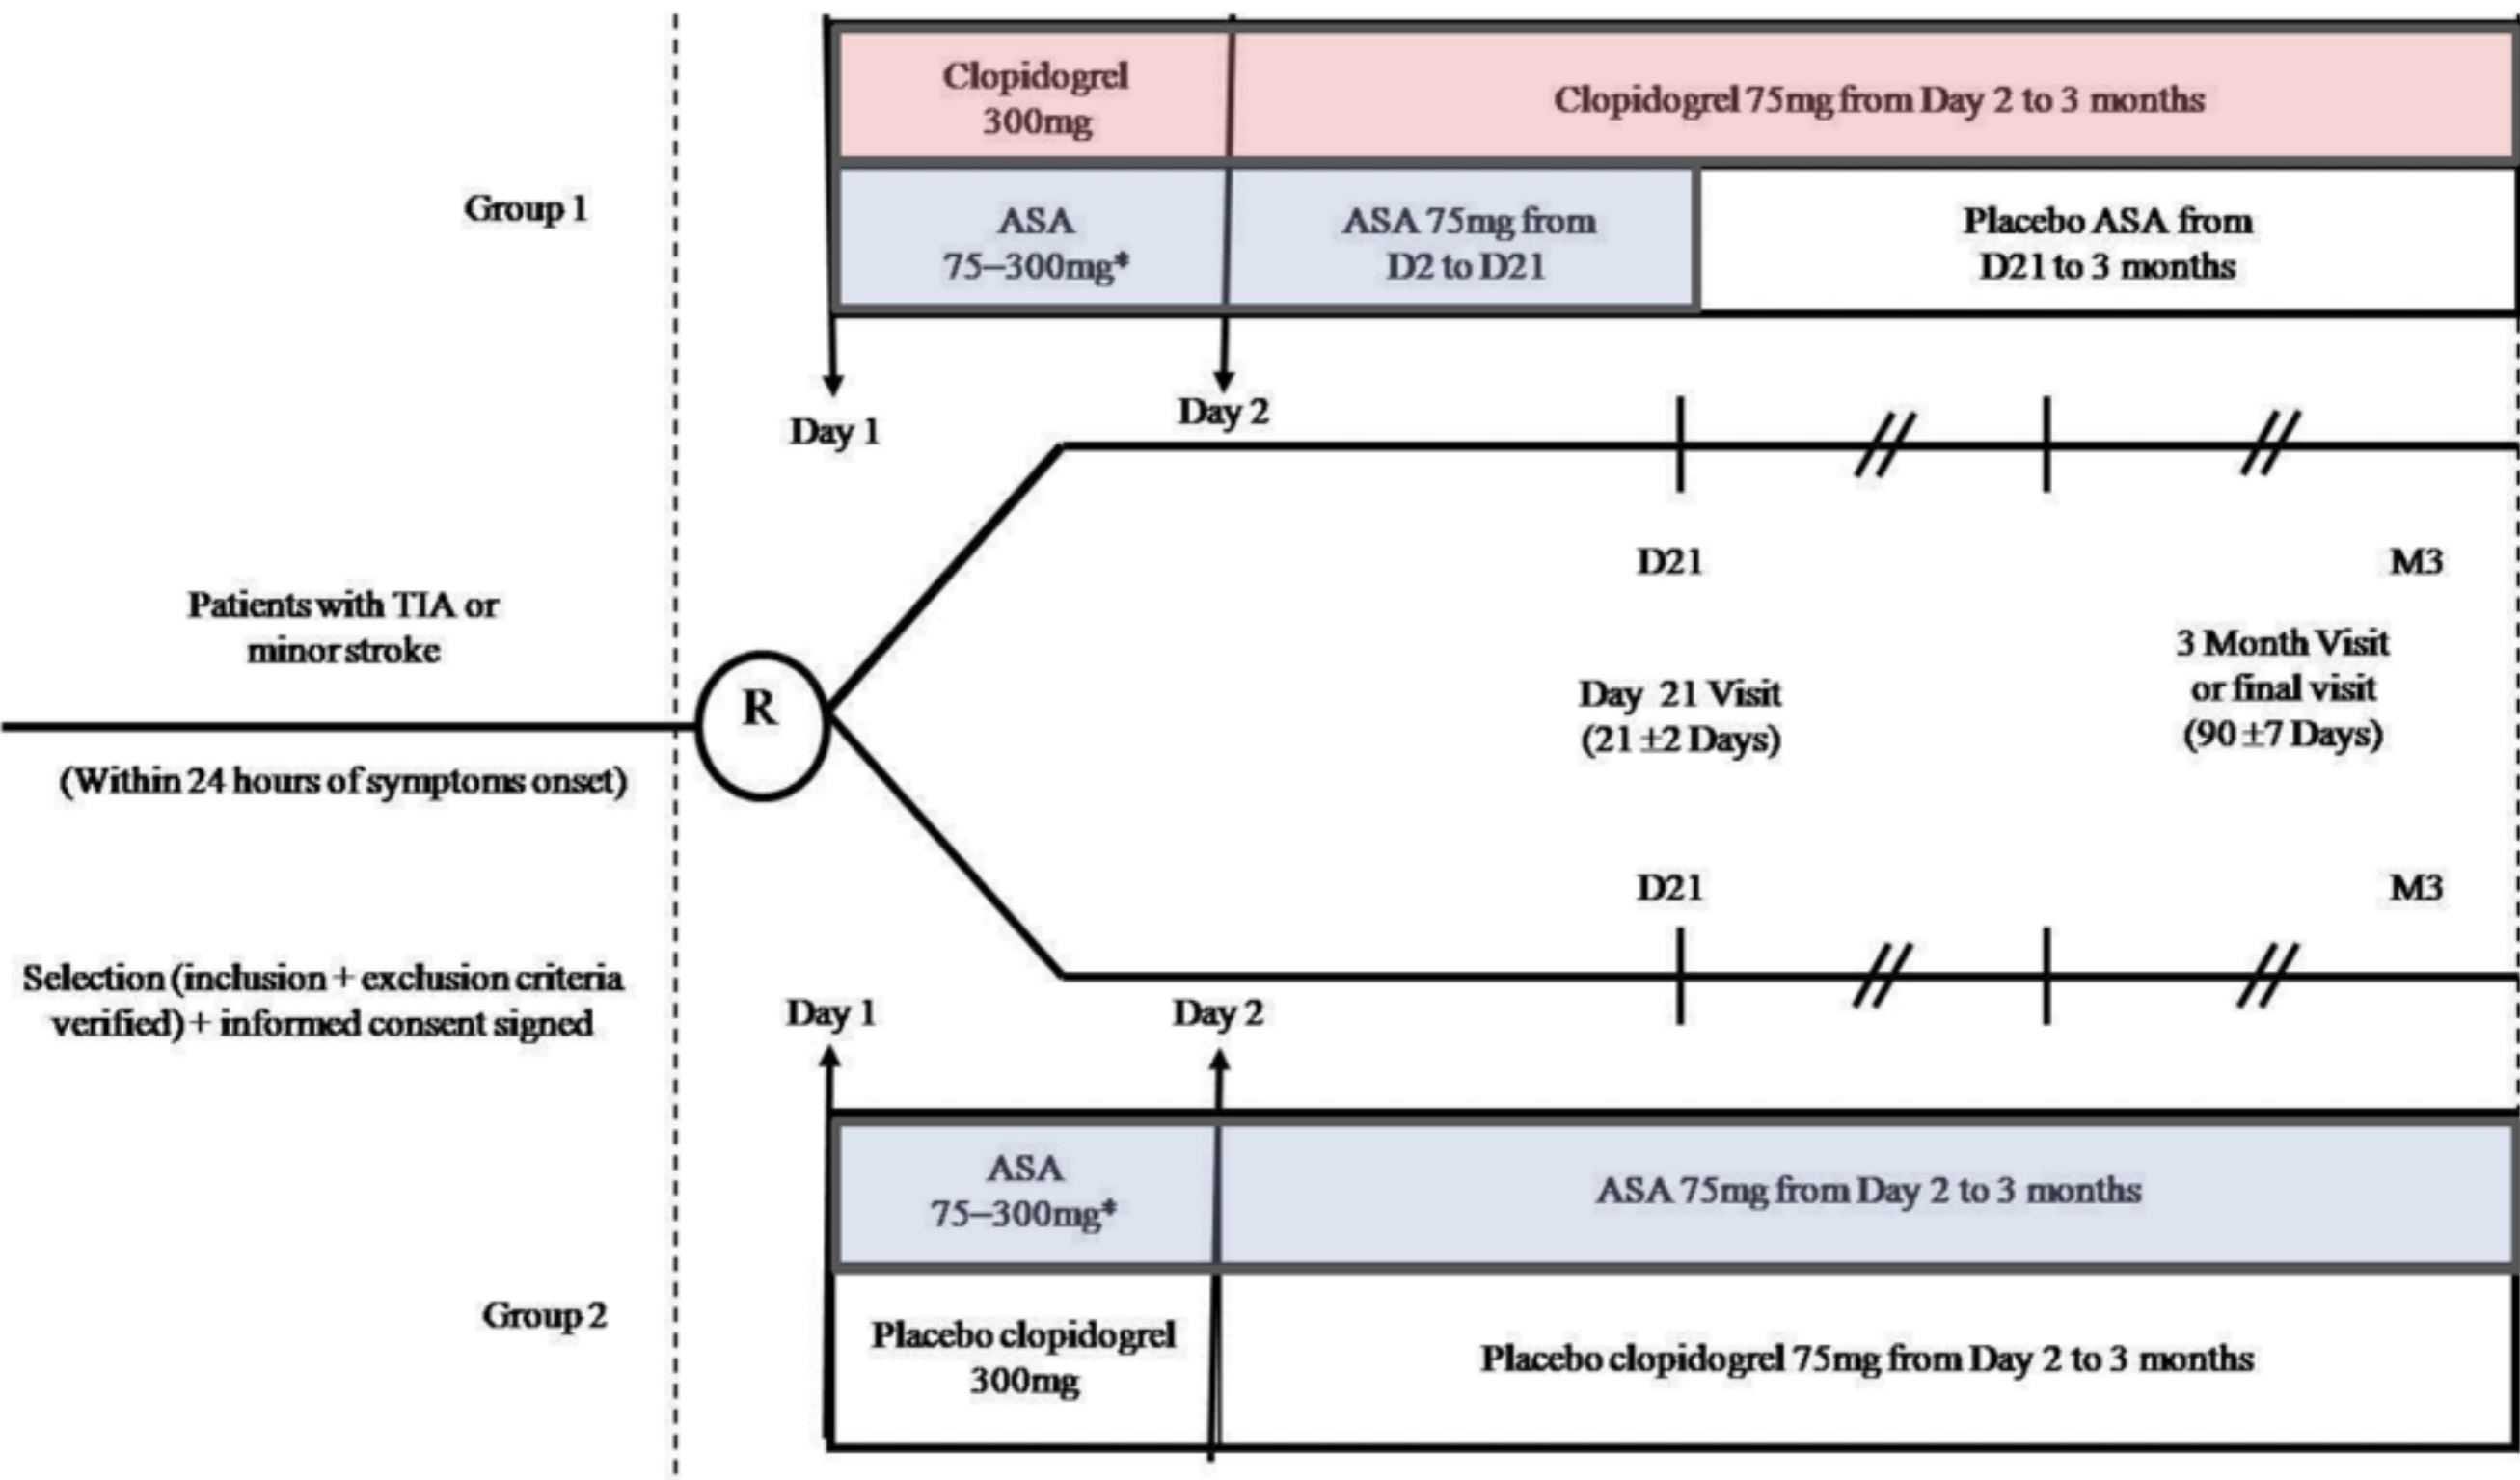 Clopidogrel
300mg
Clopidogrel 75mg from Day 2 to 3 months
Group 1
ASA
75–300mg*
ASA 75mg from
D2 to D21
Placebo ASA from
D21 to 3 months
Day 1
Day 2
D21
M3
Patients with TIA or
minor stroke
R
(Within 24 hours of symptoms onset)
Day 21 Visit
(21 ±2 Days)
3 Month Visit
or final visit
(90 ±7 Days)
D21
M3
Selection (inclusion + exclusion criteria
verified) + informed consent signed
Day 1
Day 2
ASA
75–300mg*
ASA 75mg from Day 2 to 3 months
Group 2
Placebo clopidogrel
300mg
Placebo clopidogrel 75mg from Day 2 to 3 months